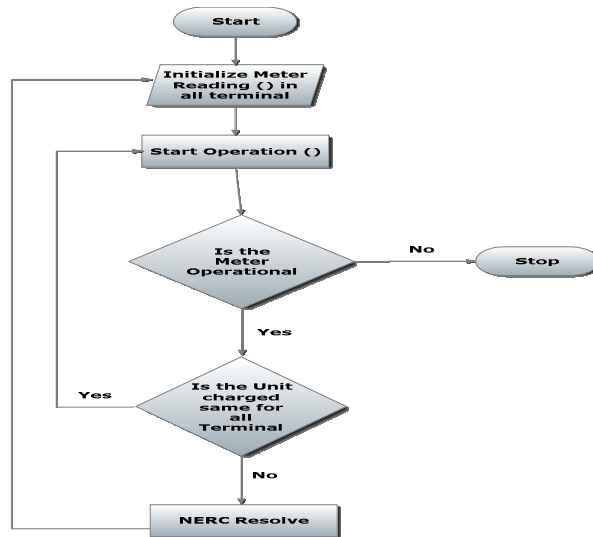 Start
Initialize Meter
Reading () in
all terminal
Start Operation ()
Is the
Meter
Operational
No
Stop
Yes
Is the Unit
charged
same for
all
Terminal
Yes
No
NERC Resolve